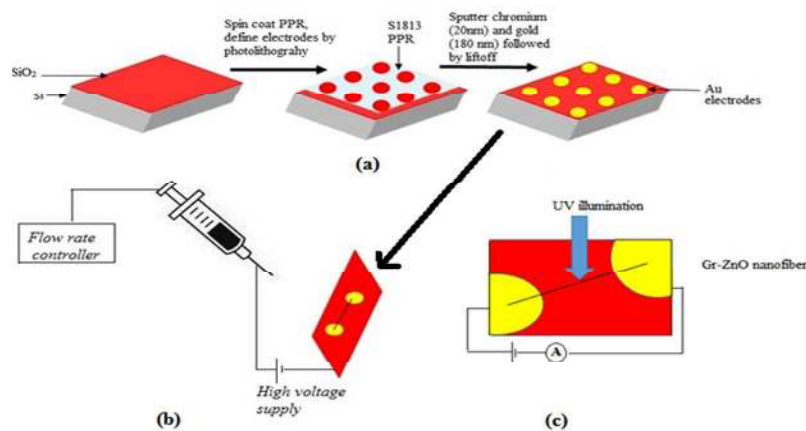 Spin coat PPR,
define electrodes by
photolithograhy
S1813
PPR
Sputter chromium
(20nm) and gold
(180 nm) followed
by liftoff
SiO2
Au
electrodes
(a)
UV illumination
Flow rate
controller
Gr-ZnO nanofiber
A
High voltage
supply
(b)
(c)